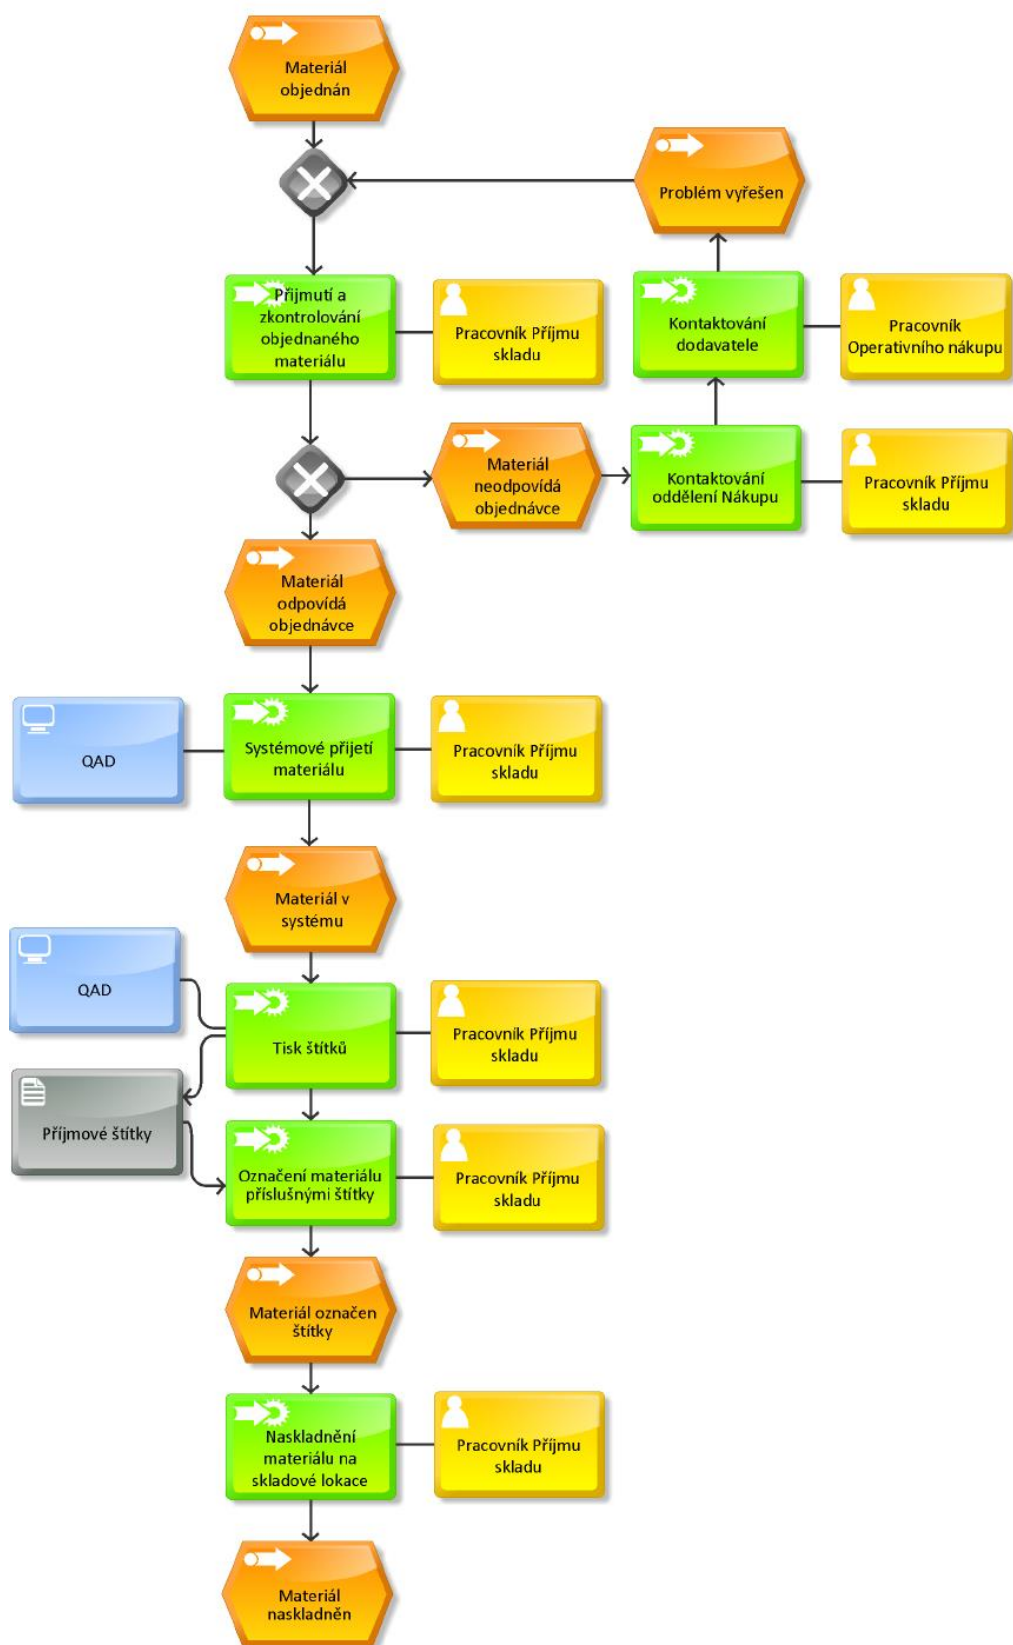 Materiál
objednán
Problém vyřešen
Přijmutí a
zkontrolování
objednaného
materiálu
Pracovník Příjmu
skladu
Kontaktování
dodavatele
Pracovník
Operativního nákupu
Materiál
neodpovídá
objednávce
Kontaktování
oddělení Nákupu
Pracovník Příjmu
skladu
Materiál
odpovídá
objednávce
QAD
Systémové přijetí
materiálu
Pracovník Příjmu
skladu
Materiál v
systému
QAD
Tisk štítků
Pracovník Příjmu
skladu
Příjmové štítky
Označení materiálu
příslušnými štítky
Pracovník Příjmu
skladu
Materiál označen
štítky
Naskladnění
materiálu na
skladové lokace
Pracovník Příjmu
skladu
Materiál
naskladněn